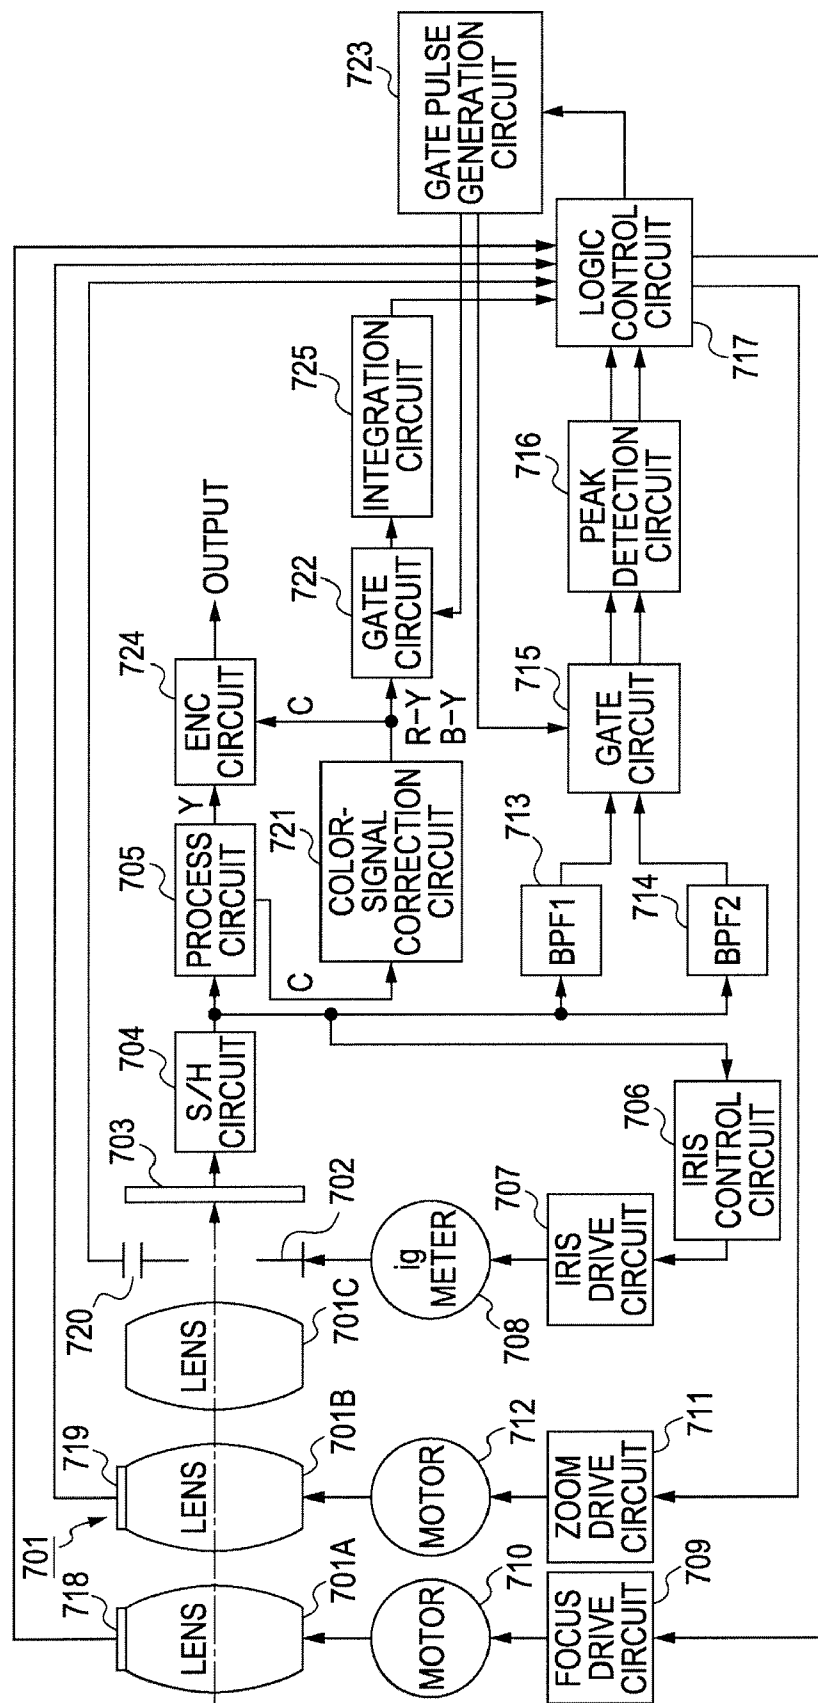 701
718
LENS
701A
MOTOR
710
FOCUS
DRIVE
CIRCUIT
709
719
LENS
701B
MOTOR
712
ZOOM
DRIVE
CIRCUIT
711
LENS
701C
720
702
ig
METER
708
IRIS
DRIVE
CIRCUIT
707
IRIS
CONTROL
CIRCUIT
706
703
S/H
CIRCUIT
704
PROCESS
CIRCUIT
705
Y
C
ENC
CIRCUIT
724
OUTPUT
C
COLOR-
SIGNAL
CORRECTION
CIRCUIT
721
R-Y
B-Y
GATE
CIRCUIT
722
INTEGRATION
CIRCUIT
725
BPF1
713
BPF2
714
GATE
CIRCUIT
715
PEAK
DETECTION
CIRCUIT
716
LOGIC
CONTROL
CIRCUIT
717
GATE PULSE
GENERATION
CIRCUIT
723